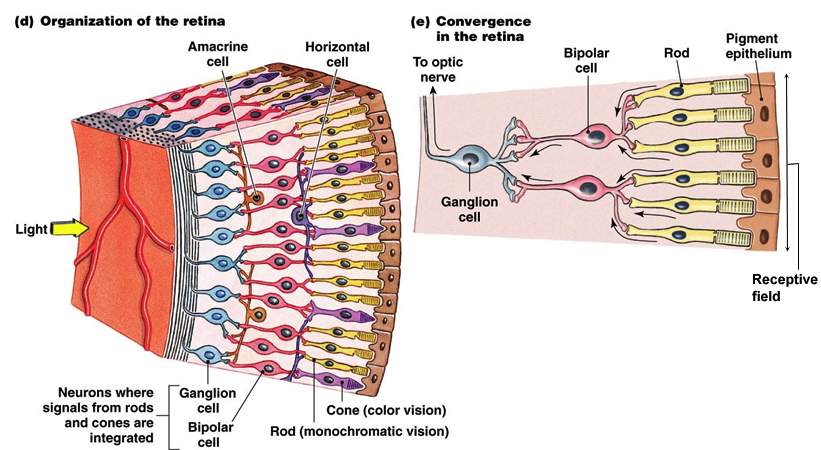 (d) Organization of the retina
Amacrine
cell
Horizontal
cell
Light
Neurons where
signals from rods
and cones are
integrated
Ganglion
cell
Bipolar
cell
Cone (color vision)
Rod (monochromatic vision)
(e) Convergence
in the retina
To optic
nerve
Bipolar
cell
Rod
Pigment
epithelium
Ganglion
cell
Receptive
field